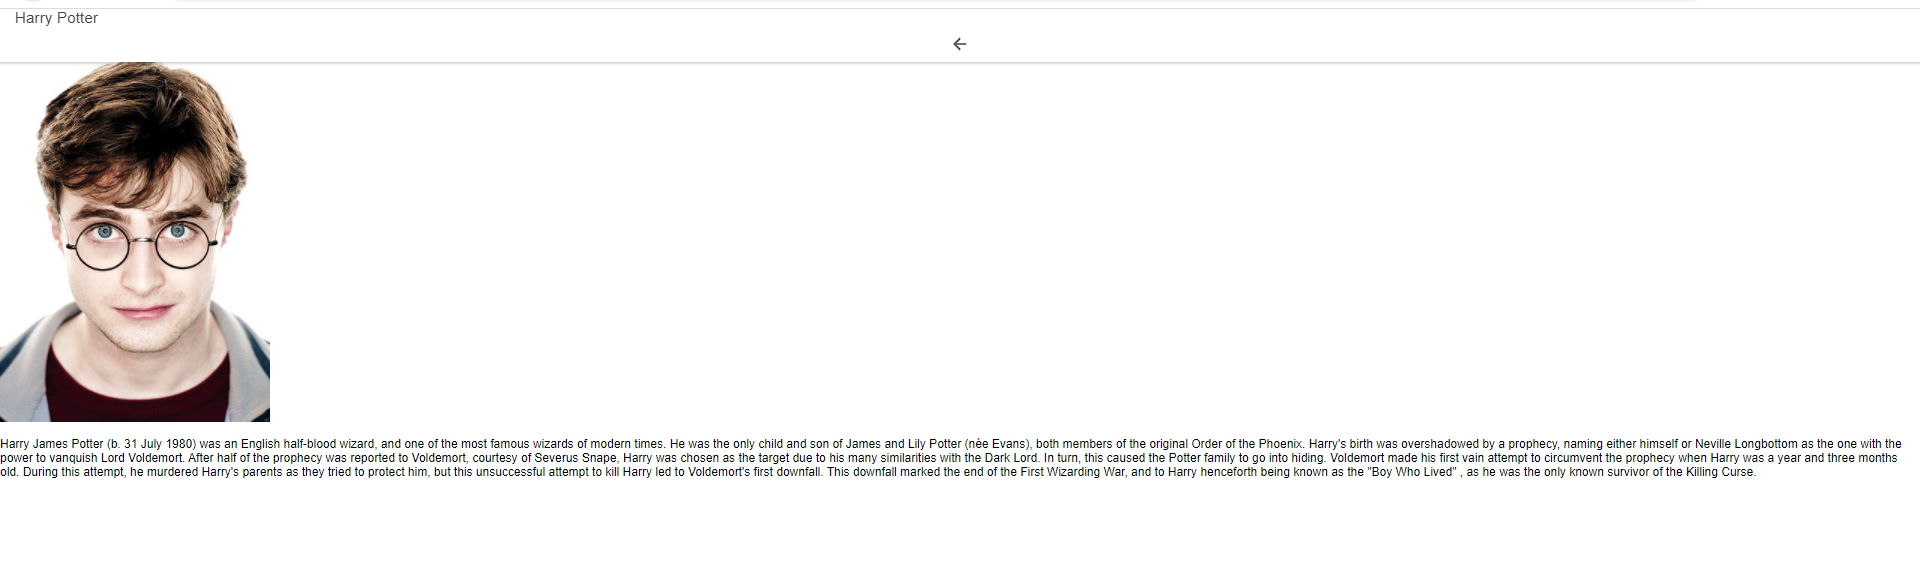 Harry Potter
Harry James Potter (b. 31 July 1980) was an English half-blood wizard, and one of the most famous wizards of modern times. He was the only child and son of James and Lily Potter (née Evans), both members of the original Order of the Phoenix. Harry's birth was overshadowed by a prophecy, naming either himself or Neville Longbottom as the one with the
power to vanquish Lord Voldemort. After half of the prophecy was reported to Voldemort, courtesy of Severus Snape, Harry was chosen as the target due to his many similarities with the Dark Lord. In turn, this caused the Potter family to go into hiding. Voldemort made his first vain attempt to circumvent the prophecy when Harry was a year and three months
old. During this attempt, he murdered Harry's parents as they tried to protect him, but this unsuccessful attempt to kill Harry led to Voldemort's first downfall. This downfall marked the end of the First Wizarding War, and to Harry henceforth being known as the "Boy Who Lived" , as he was the only known survivor of the Killing Curse.